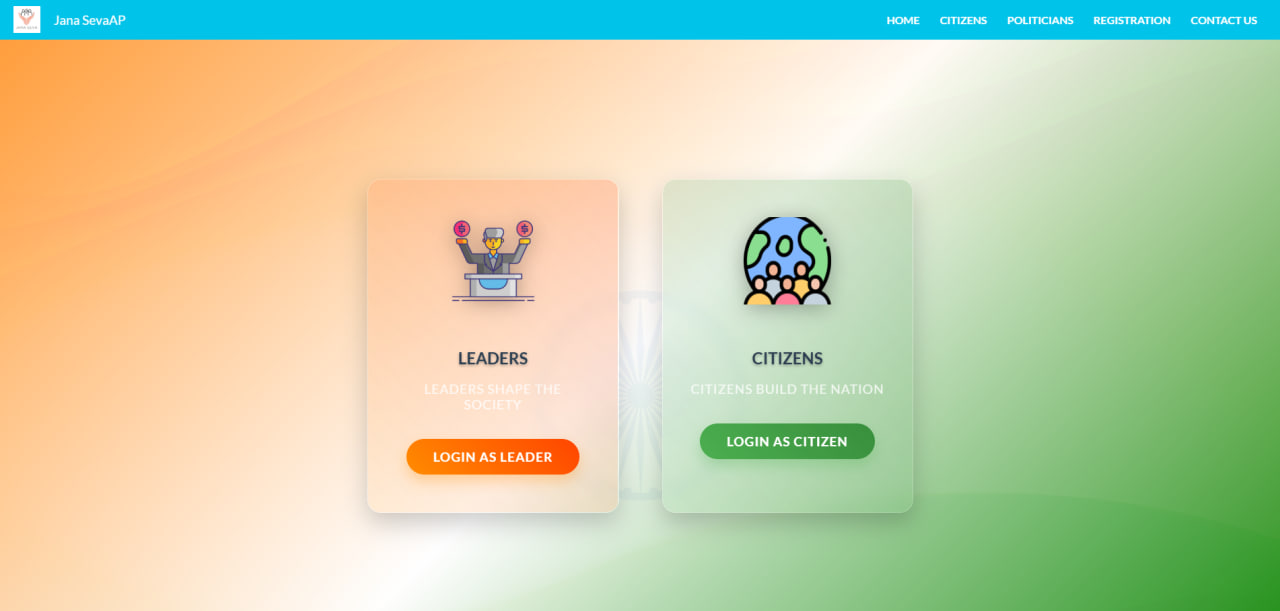 Jana SevaAP
HOME CITIZENS POLITICIANS REGISTRATION CONTACT US
LEADERS
LEADERS SHAPE THE
SOCIETY
LOGIN AS LEADER
CITIZENS
CITIZENS BUILD THE NATION
LOGIN AS CITIZEN